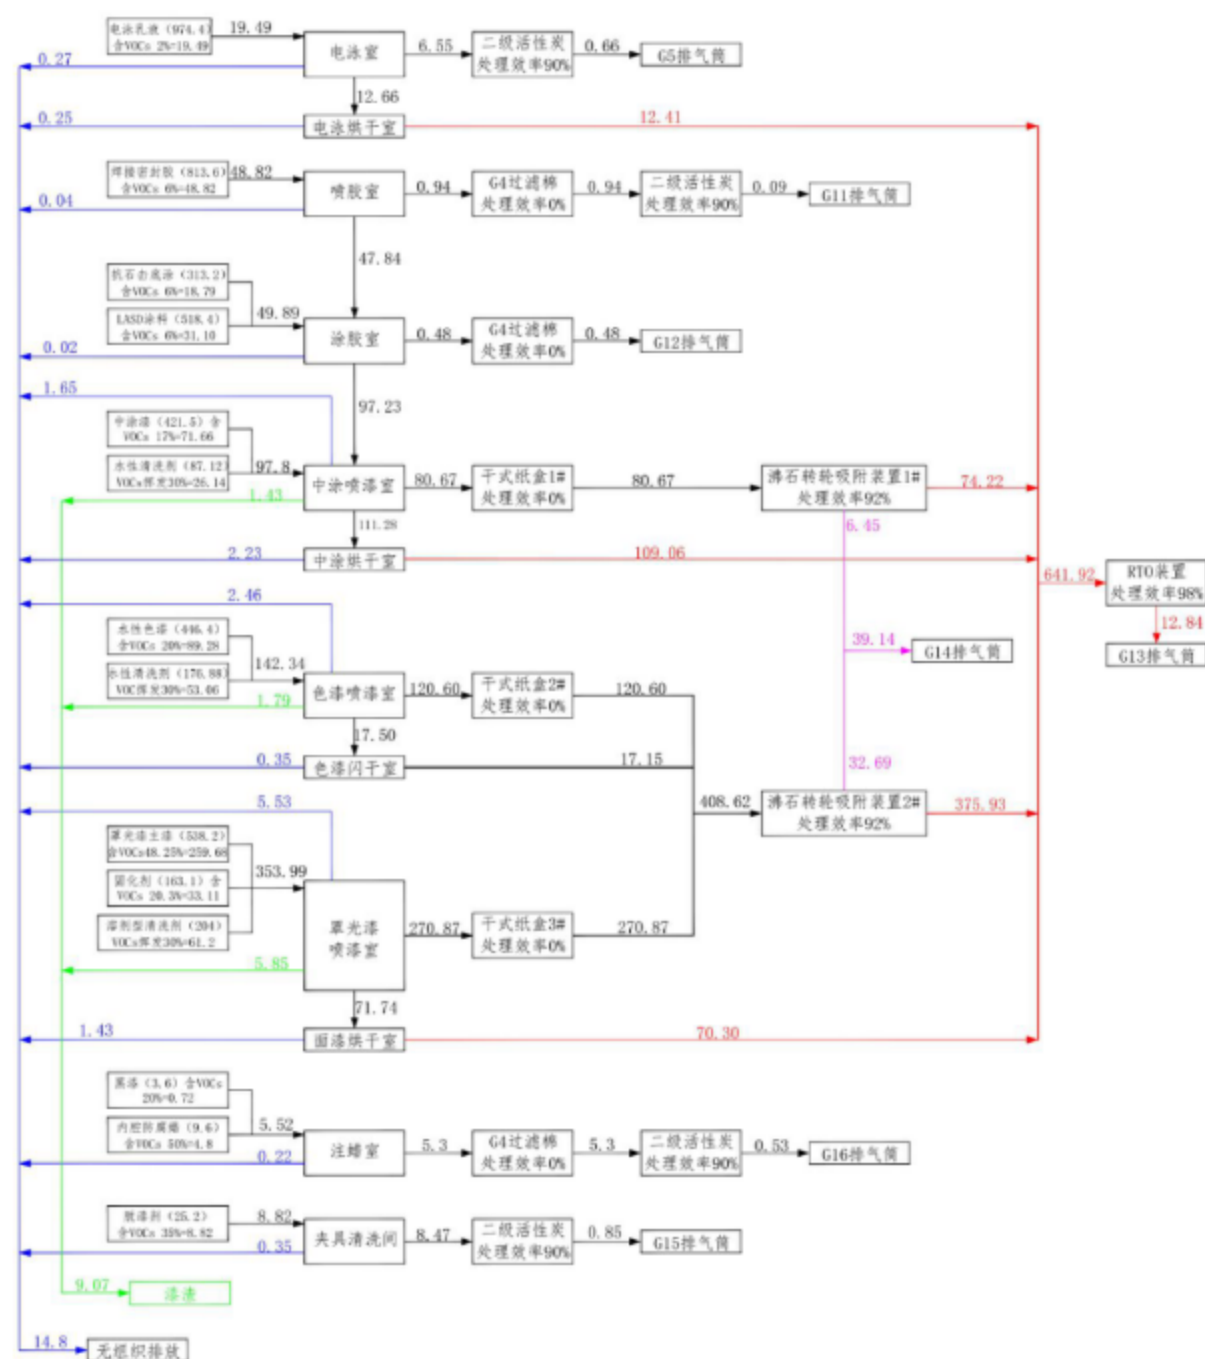 电泳乳液（974.4）
含VOCs 2%=19.49
19.49
电泳室
6.55
二级活性炭
处理效率90%
0.66
G5排气筒
0.27
12.66
0.25
电泳烘干室
12.41
焊接密封胶（813.6）
含VOCs 6%=48.82
48.82
喷胶室
0.94
G4过滤棉
处理效率0%
0.94
二级活性炭
处理效率90%
0.09
G11排气筒
0.04
47.84
抗石击底涂（313.2）
含VOCs 6%=18.79
49.89
LASD涂料（518.4）
含VOCs 6%=31.10
涂胶室
0.48
G4过滤棉
处理效率0%
0.48
G12排气筒
0.02
1.65
97.23
中涂漆（421.5）含
VOCs 17%=71.66
水性清洗剂（87.12）
VOCs挥发30%=26.14
97.8
中涂喷漆室
80.67
干式纸盒1#
处理效率0%
80.67
沸石转轮吸附装置1#
处理效率92%
74.22
1.43
111.28
6.45
2.23
中涂烘干室
109.06
641.92
RTO装置
处理效率98%
12.84
G13排气筒
2.46
水性色漆（446.4）
含VOCs 20%=89.28
142.34
水性清洗剂（176.88）
VOC挥发30%=53.06
39.14
G14排气筒
色漆喷漆室
120.60
干式纸盒2#
处理效率0%
120.60
1.79
17.50
0.35
色漆闪干室
17.15
32.69
5.53
408.62
沸石转轮吸附装置2#
处理效率92%
375.93
罩光漆主漆（538.2）
含VOCs48.25%=259.68
353.99
固化剂（163.1）含
VOCs 20.3%=33.11
溶剂型清洗剂（204）
VOCs挥发30%=61.2
罩光漆
喷漆室
270.87
干式纸盒3#
处理效率0%
270.87
5.85
71.74
1.43
面漆烘干室
70.30
黑漆（3.6）含VOCs
20%=0.72
5.52
内腔防腐蜡（9.6）
含VOCs 50%=4.8
注蜡室
5.3
G4过滤棉
处理效率0%
5.3
二级活性炭
处理效率90%
0.53
G16排气筒
0.22
脱漆剂（25.2）
含VOCs 35%=8.82
8.82
夹具清洗间
8.47
二级活性炭
处理效率90%
0.85
G15排气筒
0.35
9.07
漆渣
14.8
无组织排放